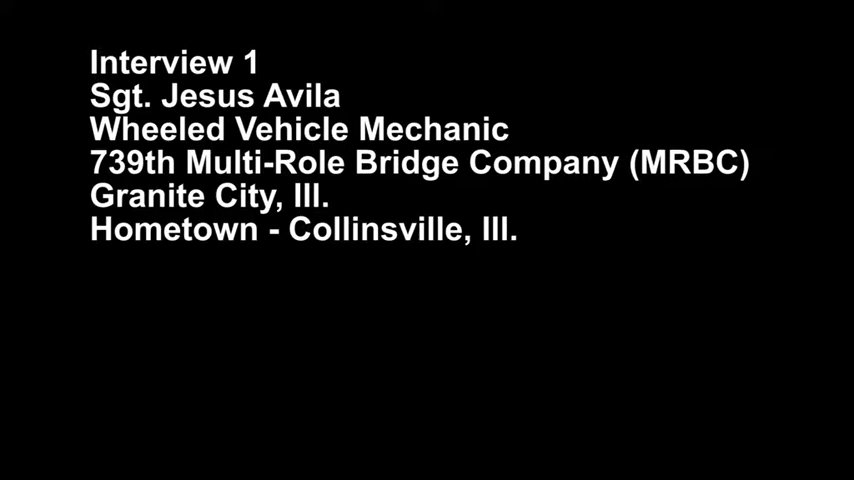 Interview 1
Sgt. Jesus Avila
Wheeled Vehicle Mechanic
739th Multi-Role Bridge Company (MRBC)
Granite City, Ill.
Hometown - Collinsville, Ill.